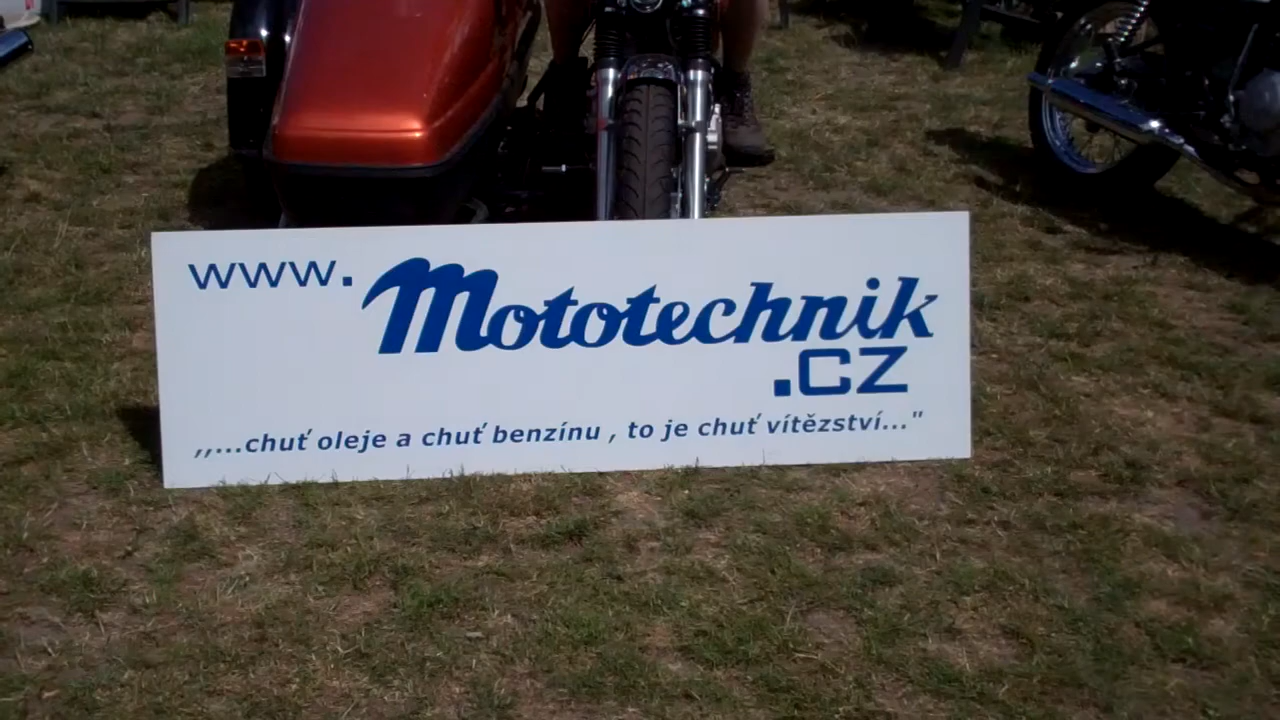 www.Mototechnik
.cz
„...chuť oleje a chuť benzínu , to je chuť vítězství..."